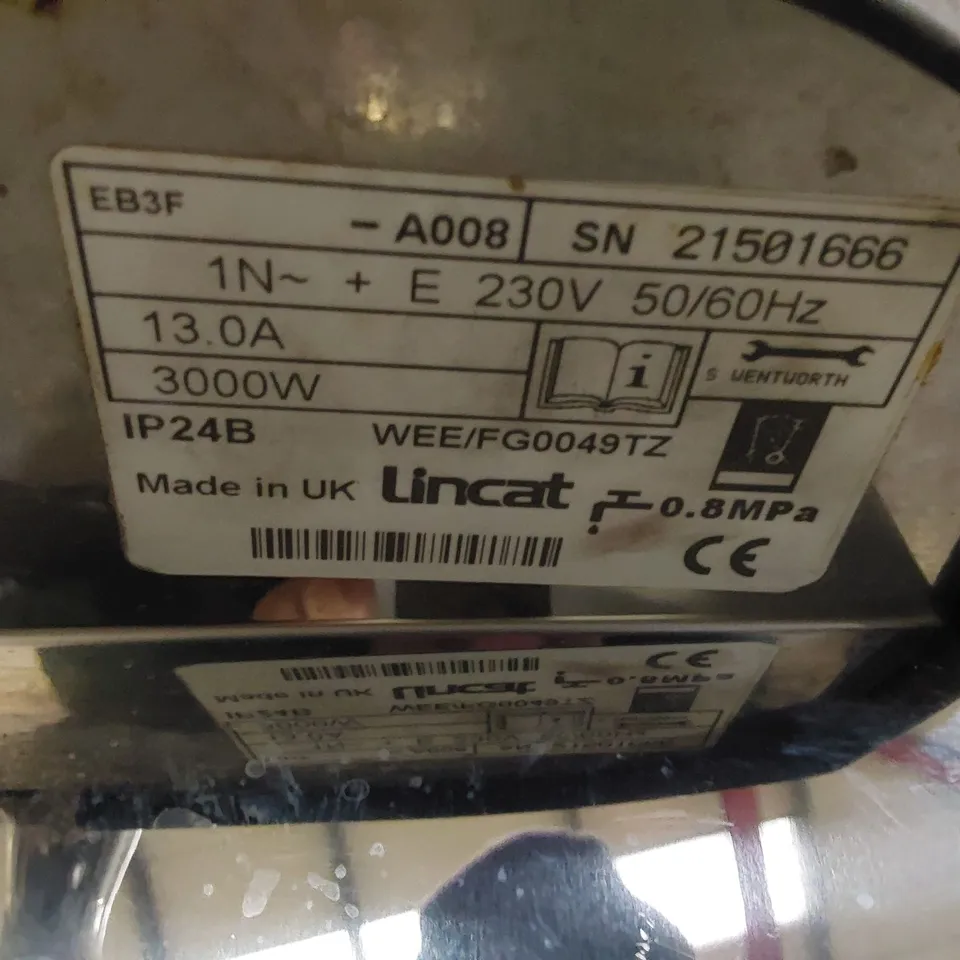 EB3F – A008 SN 21501666
1N~ + E 230V 50/60Hz
13.0A
3000W
i
S WENTWORTH
IP24B WEE/FG0049TZ
Made in UK Lincat 0.8MPa
CE